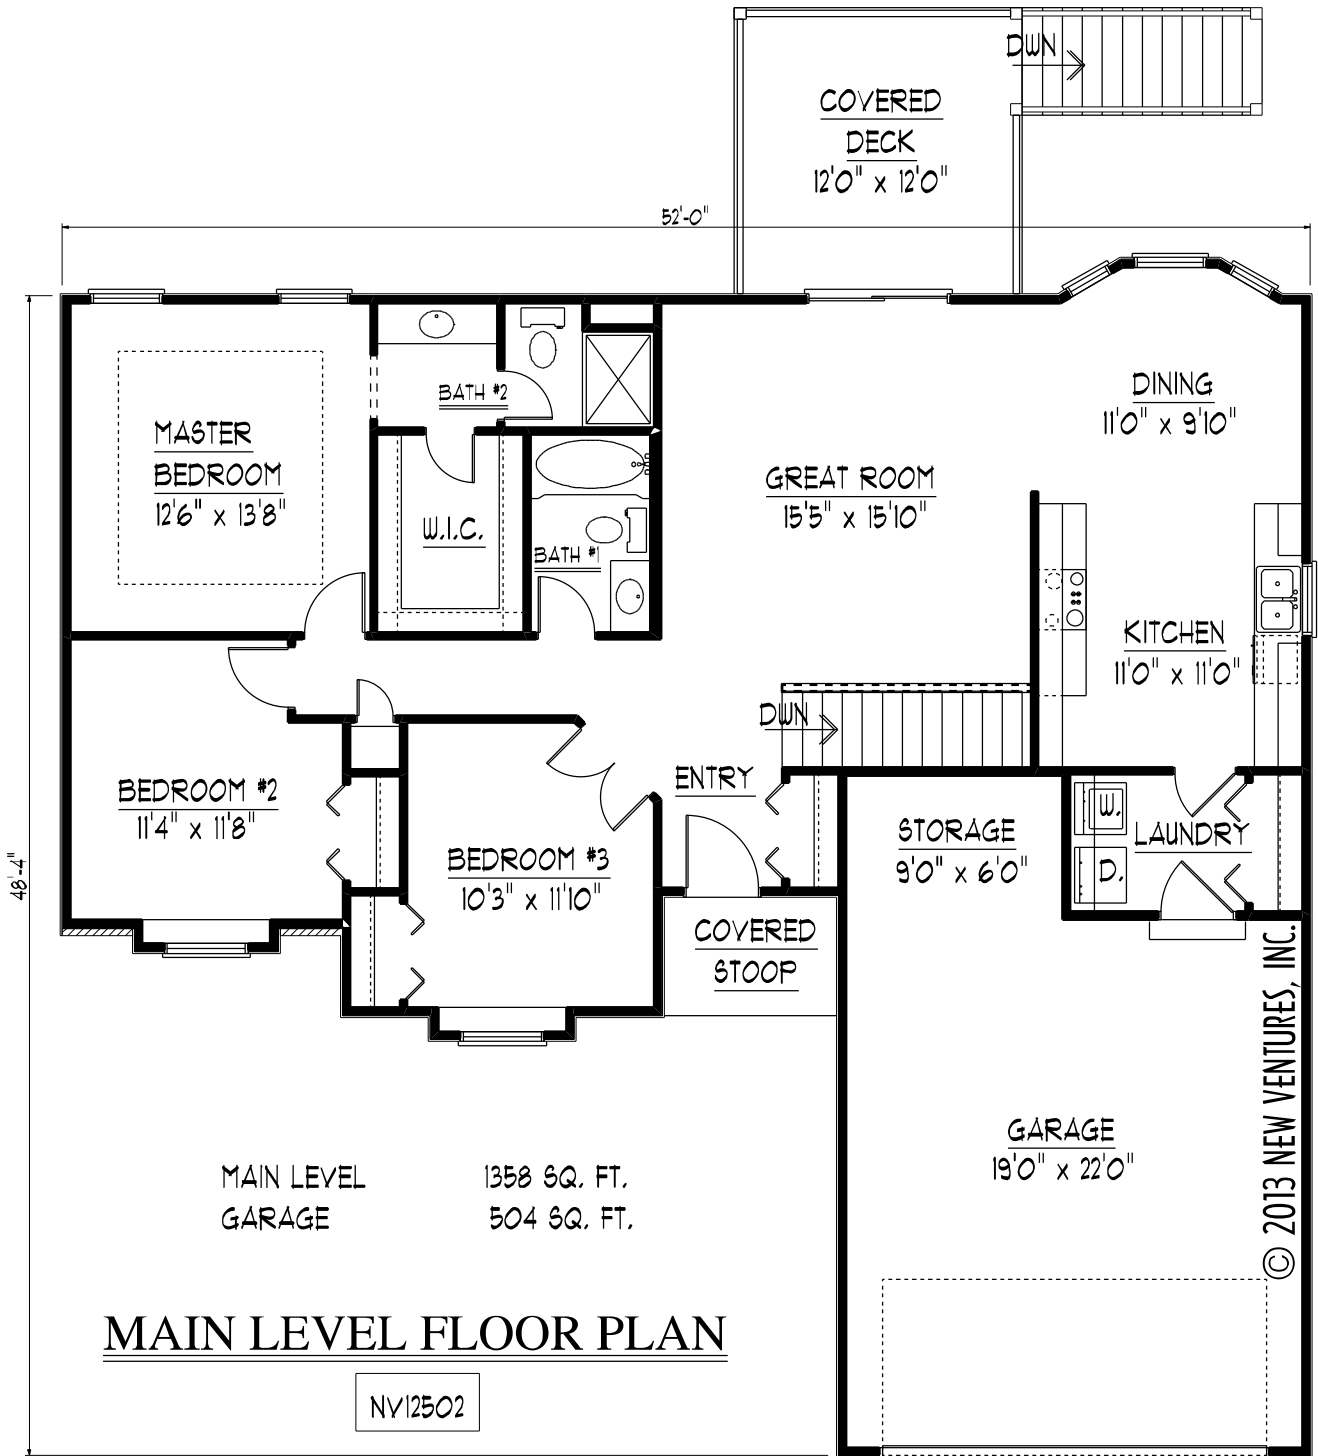 DWN
COVERED
DECK
12'0" x 12'0"
52'-0"
DINING
11'0" x 9'10"
BATH #2
MASTER
BEDROOM
12'6" x 13'8"
GREAT ROOM
15'5" x 15'10"
W.I.C.
BATH #1
KITCHEN
11'0" x 11'0"
DWN
ENTRY
BEDROOM #2
11'4" x 11'8"
W.
LAUNDRY
D.
STORAGE
9'0" x 6'0"
BEDROOM #3
10'3" x 11'10"
48'-4"
COVERED
STOOP
GARAGE
19'0" x 22'0"
© 2013 NEW VENTURES, INC.
MAIN LEVEL 1358 SQ. FT.
GARAGE 504 SQ. FT.
MAIN LEVEL FLOOR PLAN
NV12502